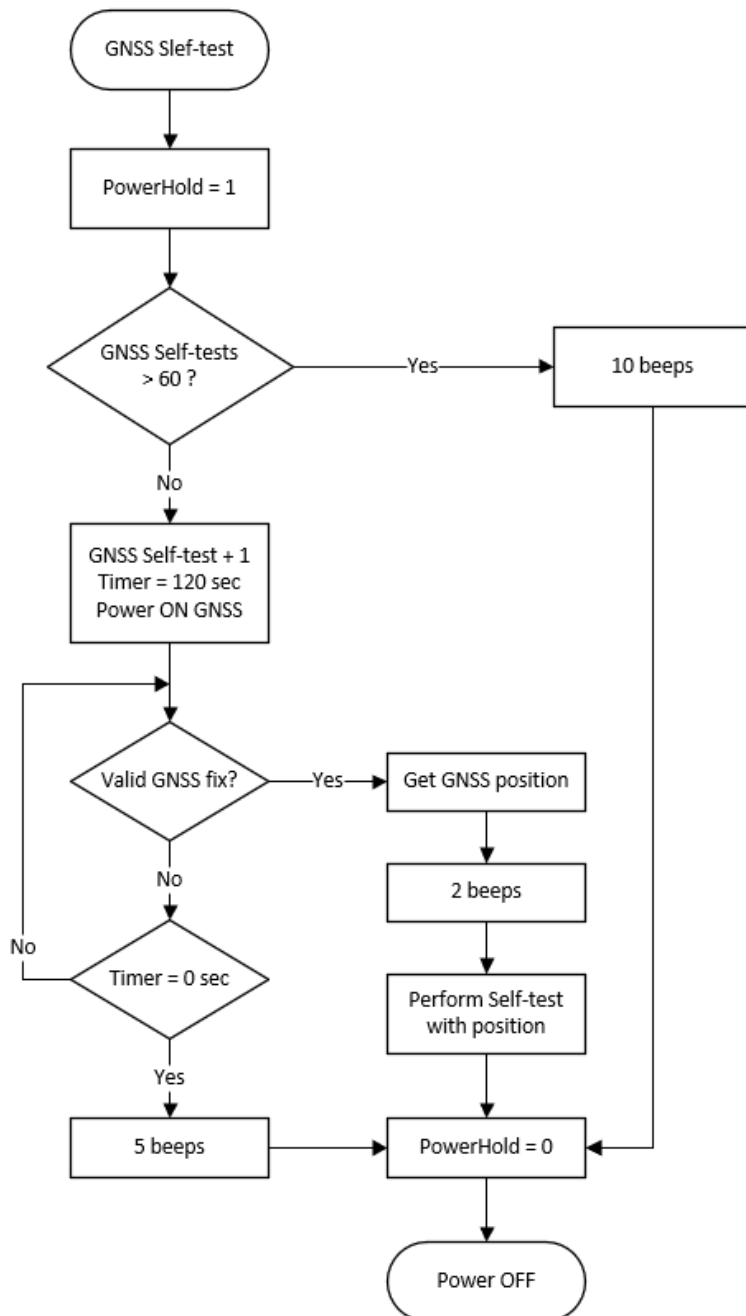 GNSS Slef-test
PowerHold = 1
GNSS Self-tests
> 60 ?
Yes
10 beeps
No
GNSS Self-test + 1
Timer = 120 sec
Power ON GNSS
Valid GNSS fix?
Yes
Get GNSS position
No
2 beeps
No
Timer = 0 sec
Perform Self-test
with position
Yes
5 beeps
PowerHold = 0
Power OFF